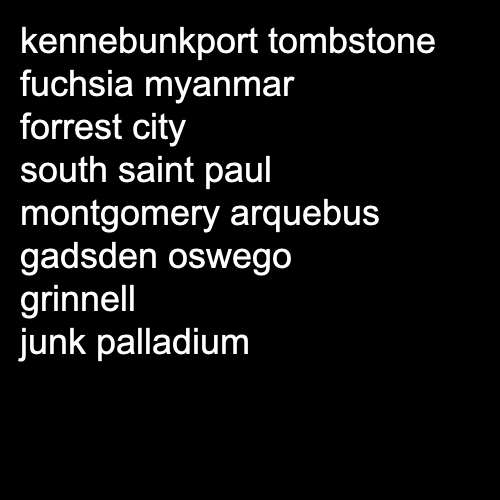 kennebunkport tombstone
fuchsia myanmar
forrest city
south saint paul
montgomery arquebus
gadsden oswego
grinnell
junk palladium